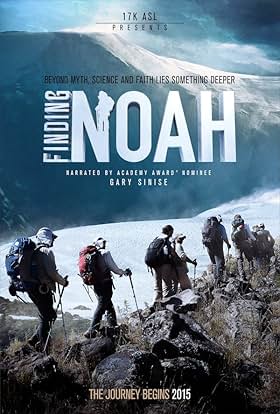 17K ASL
PRESENTS
BEYOND MYTH, SCIENCE AND FAITH LIES SOMETHING DEEPER
FINDING
NOAH
NARRATED BY ACADEMY AWARD® NOMINEE
GARY SINISE
THE JOURNEY BEGINS 2015